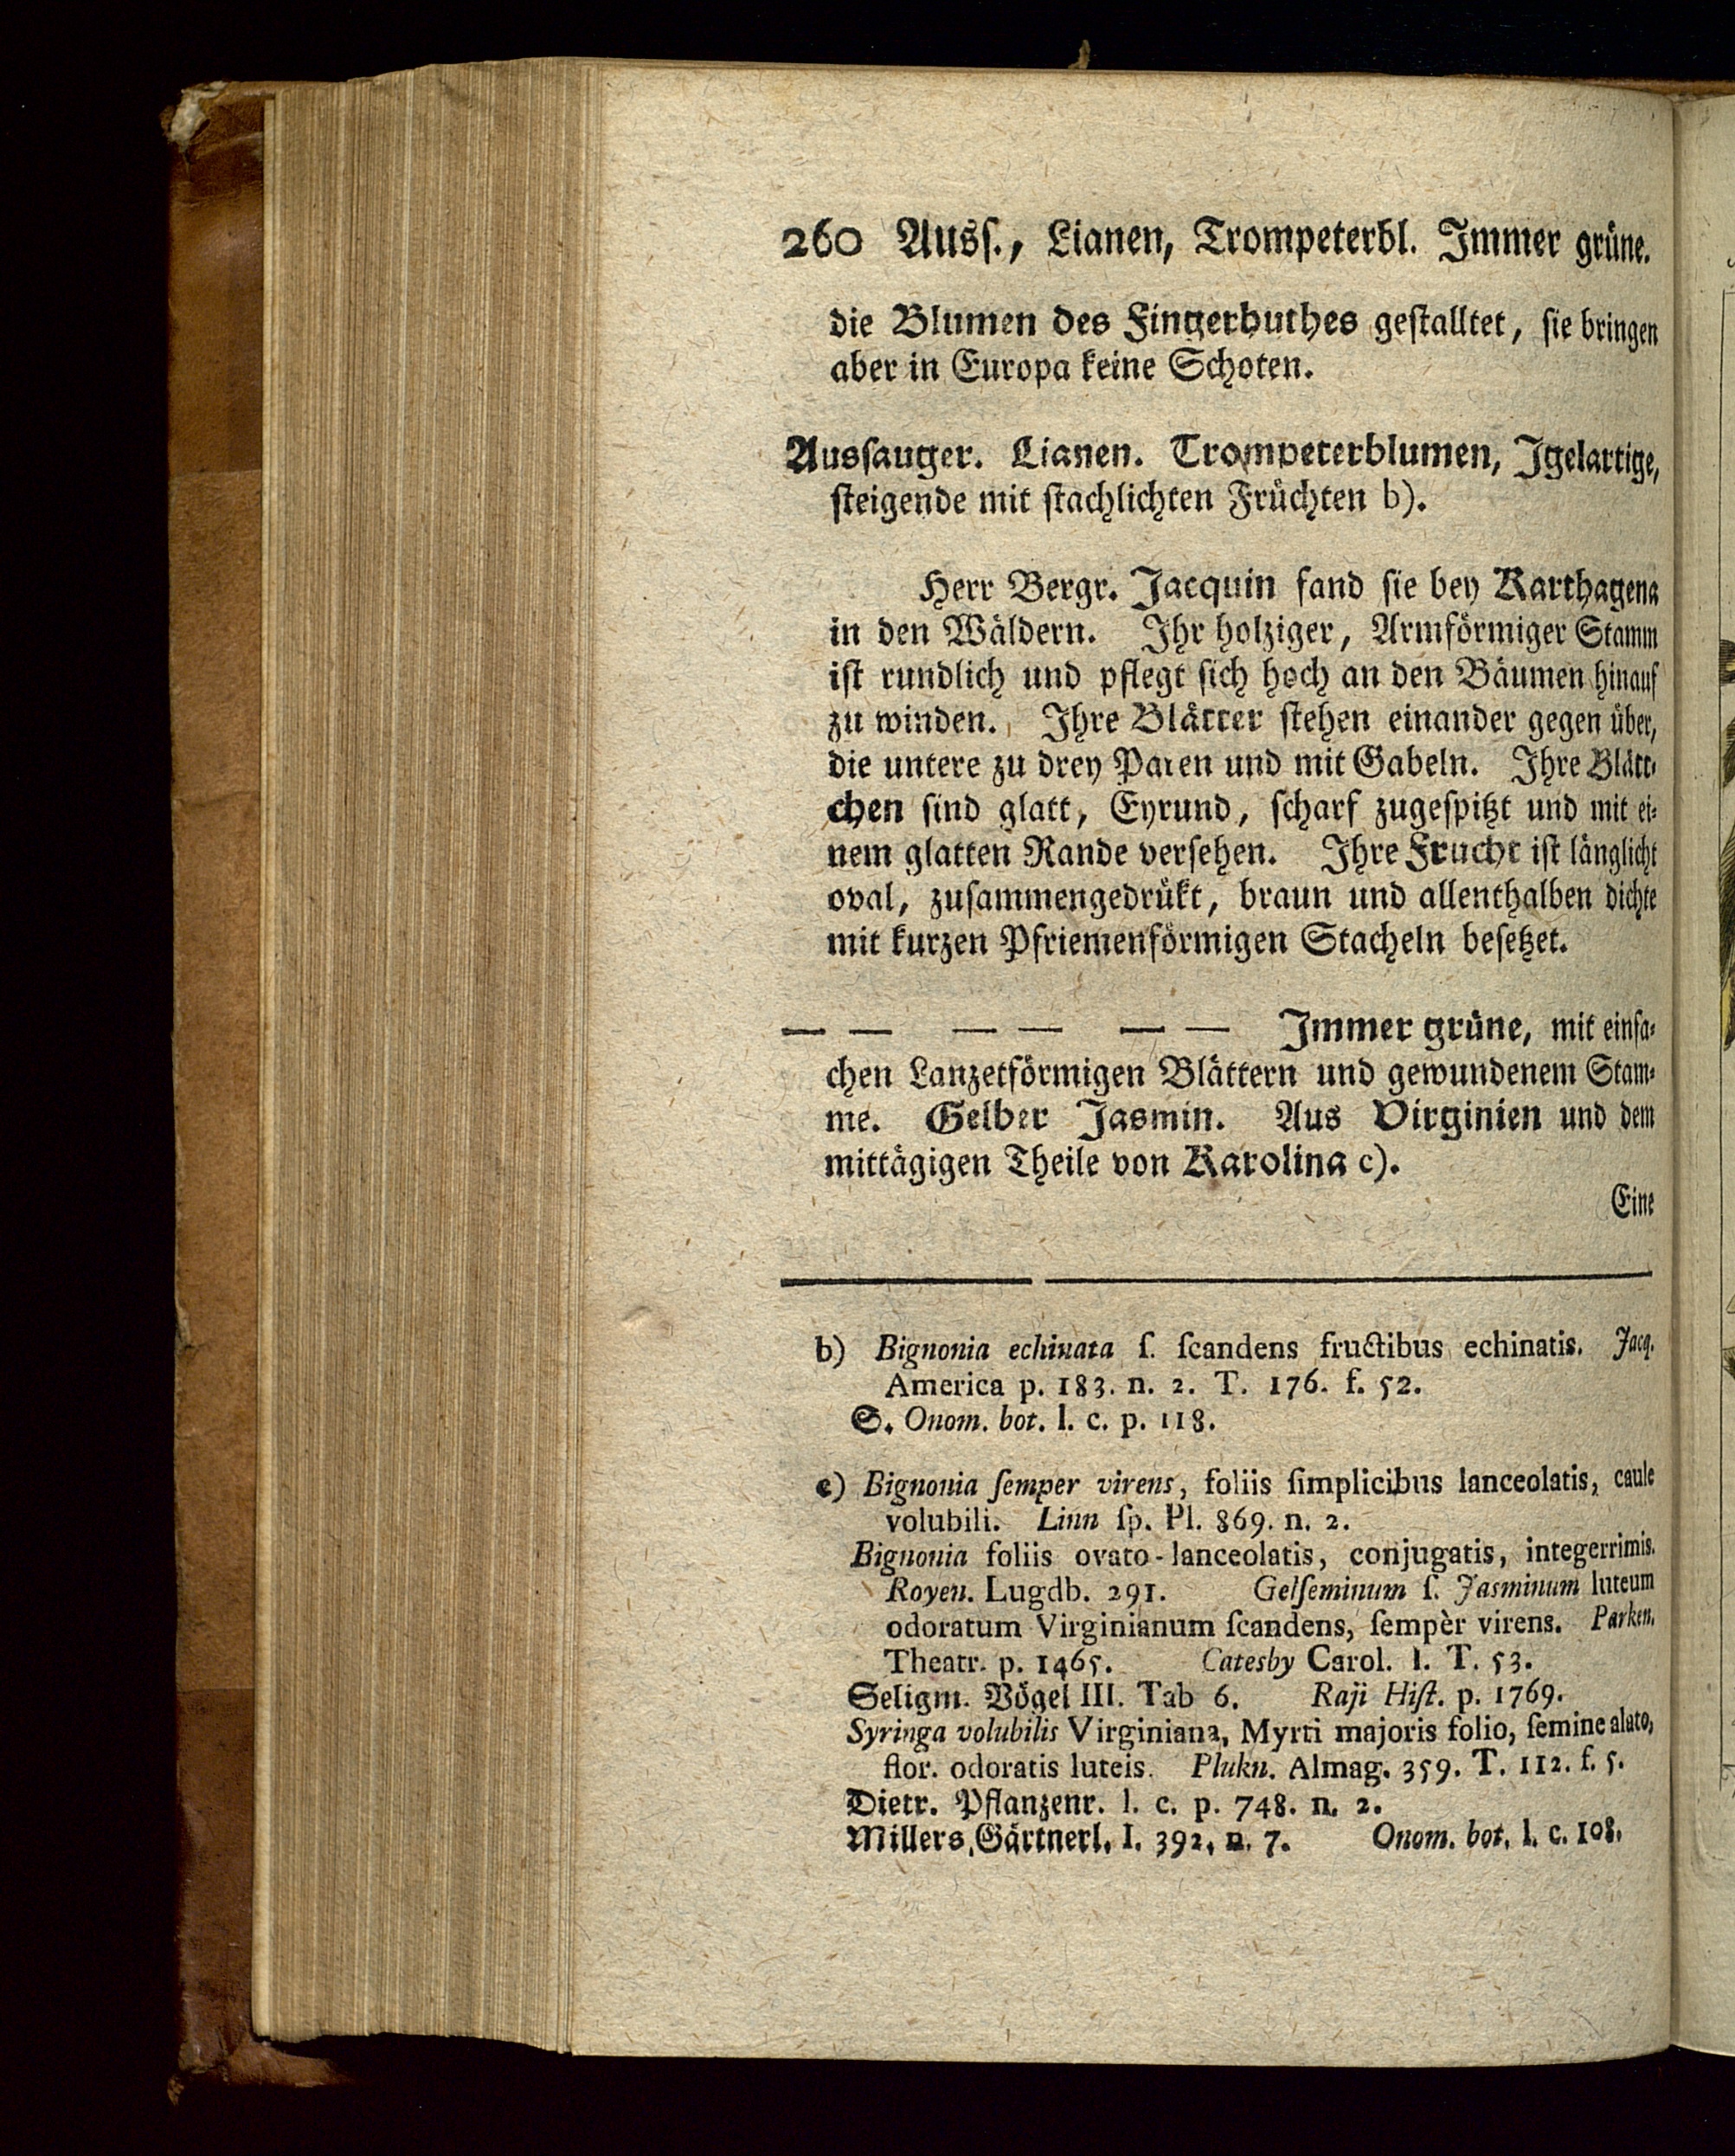 260 Ausſ., Lianen, Trompeterbl. Immer grüne.
die Blumen des Fingerhuthes geſtalltet, ſie bringen
aber in Europa keine Schoten.
Ausſauger. Lianen. Trompeterblumen, Igelartige,
ſteigende mit ſtachlichten Früchten b).
Herr Bergr. Jacquin fand ſie bey Karthagena
in den Wäldern. Ihr holziger, Armförmiger Stamm
iſt rundlich und pflegt ſich hoch an den Bäumen hinauf
zu winden. Ihre Blätter ſtehen einander gegen über,
die untere zu drey Paren und mit Gabeln. Ihre Blätt-
chen ſind glatt, Eyrund, ſcharf zugeſpitzt und mit ei-
nem glatten Rande verſehen. Ihre Frucht iſt länglicht
oval, zuſammengedrükt, braun und allenthalben dichte
mit kurzen Pfriemenförmigen Stacheln beſetzet.
— — — — — — Immer grüne, mit einfa-
chen Lanzetförmigen Blättern und gewundenem Stam-
me. Gelber Jasmin. Aus Virginien und dem
mittägigen Theile von Karolina c).
Eine
b) Bignonia echinata ſ. ſcandens fructibus echinatis. Jacq.
America p. 183. n. 2. T. 176. f. 52.
S. Onom. bot. l. c. p. 118.
c) Bignonia ſemper virens, foliis ſimplicibus lanceolatis, caule
volubili. Linn ſp. Pl. 869. n. 2.
Bignonia foliis ovato-lanceolatis, conjugatis, integerrimis.
Royen. Lugdb. 291. Gelſeminum ſ. Jasminum luteum
odoratum Virginianum ſcandens, ſempèr virens. Parken.
Theatr. p. 1465. Catesby Carol. l. T. 53.
Seligm. Vögel III. Tab 6. Raji Hiſt. p. 1769.
Syringa volubilis Virginiana, Myrti majoris folio, ſemine alato,
flor. odoratis luteis. Plukn. Almag. 359. T. 112. f. 5.
Dietr. Pflanzenr. l. c. p. 748. n. 2.
Millers Gärtnerl. I. 392. n. 7. Onom. bot. l. c. 108.